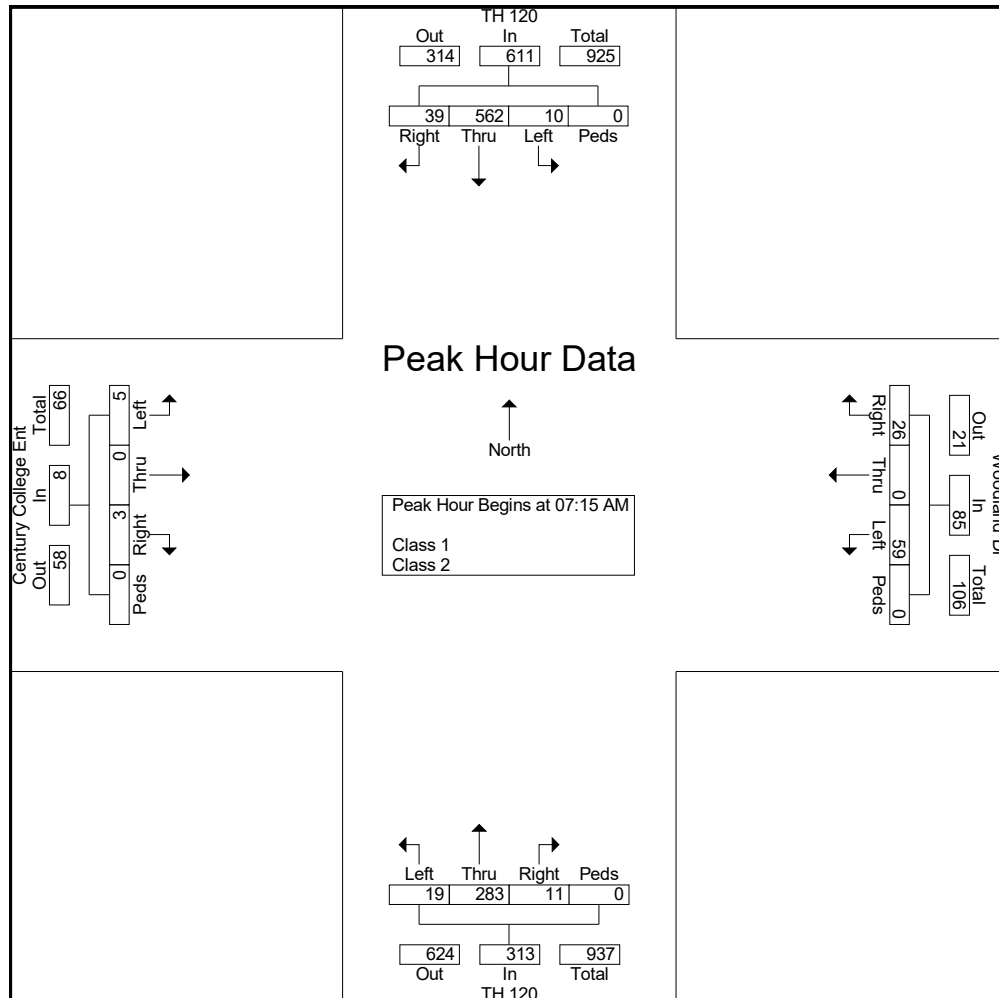 TH 120
Out In Total
314 611 925
39 562 10 0
Right Thru Left Peds
Peak Hour Data
North
Peak Hour Begins at 07:15 AM
Class 1
Class 2
Century College Ent
Total In Out
66 8 58
5 0 3 0
Left Thru Right Peds
Woodland
Out In Total
21 85 106
26 0 59 0
Right Thru Left Peds
Left Thru Right Peds
19 283 11 0
624 313 937
Out In Total
TH 120